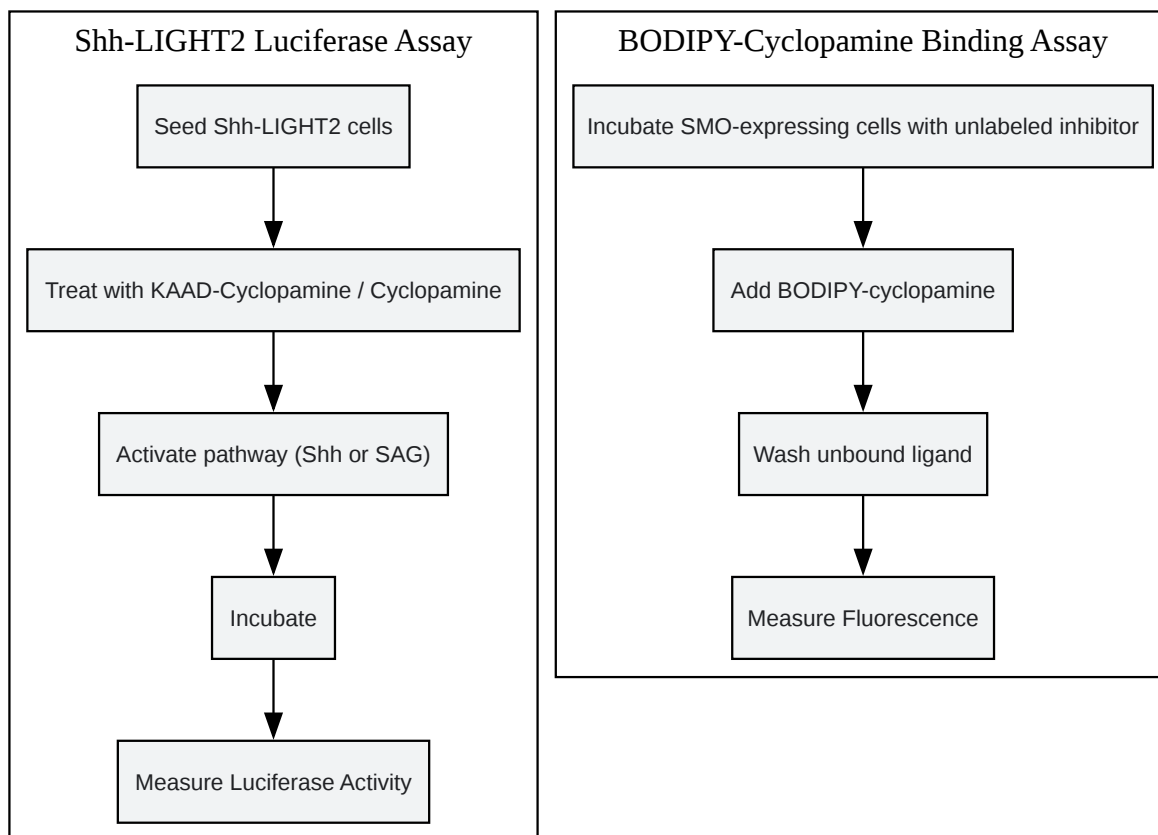 Shh-LIGHT2 Luciferase Assay
Seed Shh-LIGHT2 cells
Treat with KAAD-Cyclopamine / Cyclopamine
Activate pathway (Shh or SAG)
Incubate
Measure Luciferase Activity
BODIPY-Cyclopamine Binding Assay
Incubate SMO-expressing cells with unlabeled inhibitor
Add BODIPY-cyclopamine
Wash unbound ligand
Measure Fluorescence